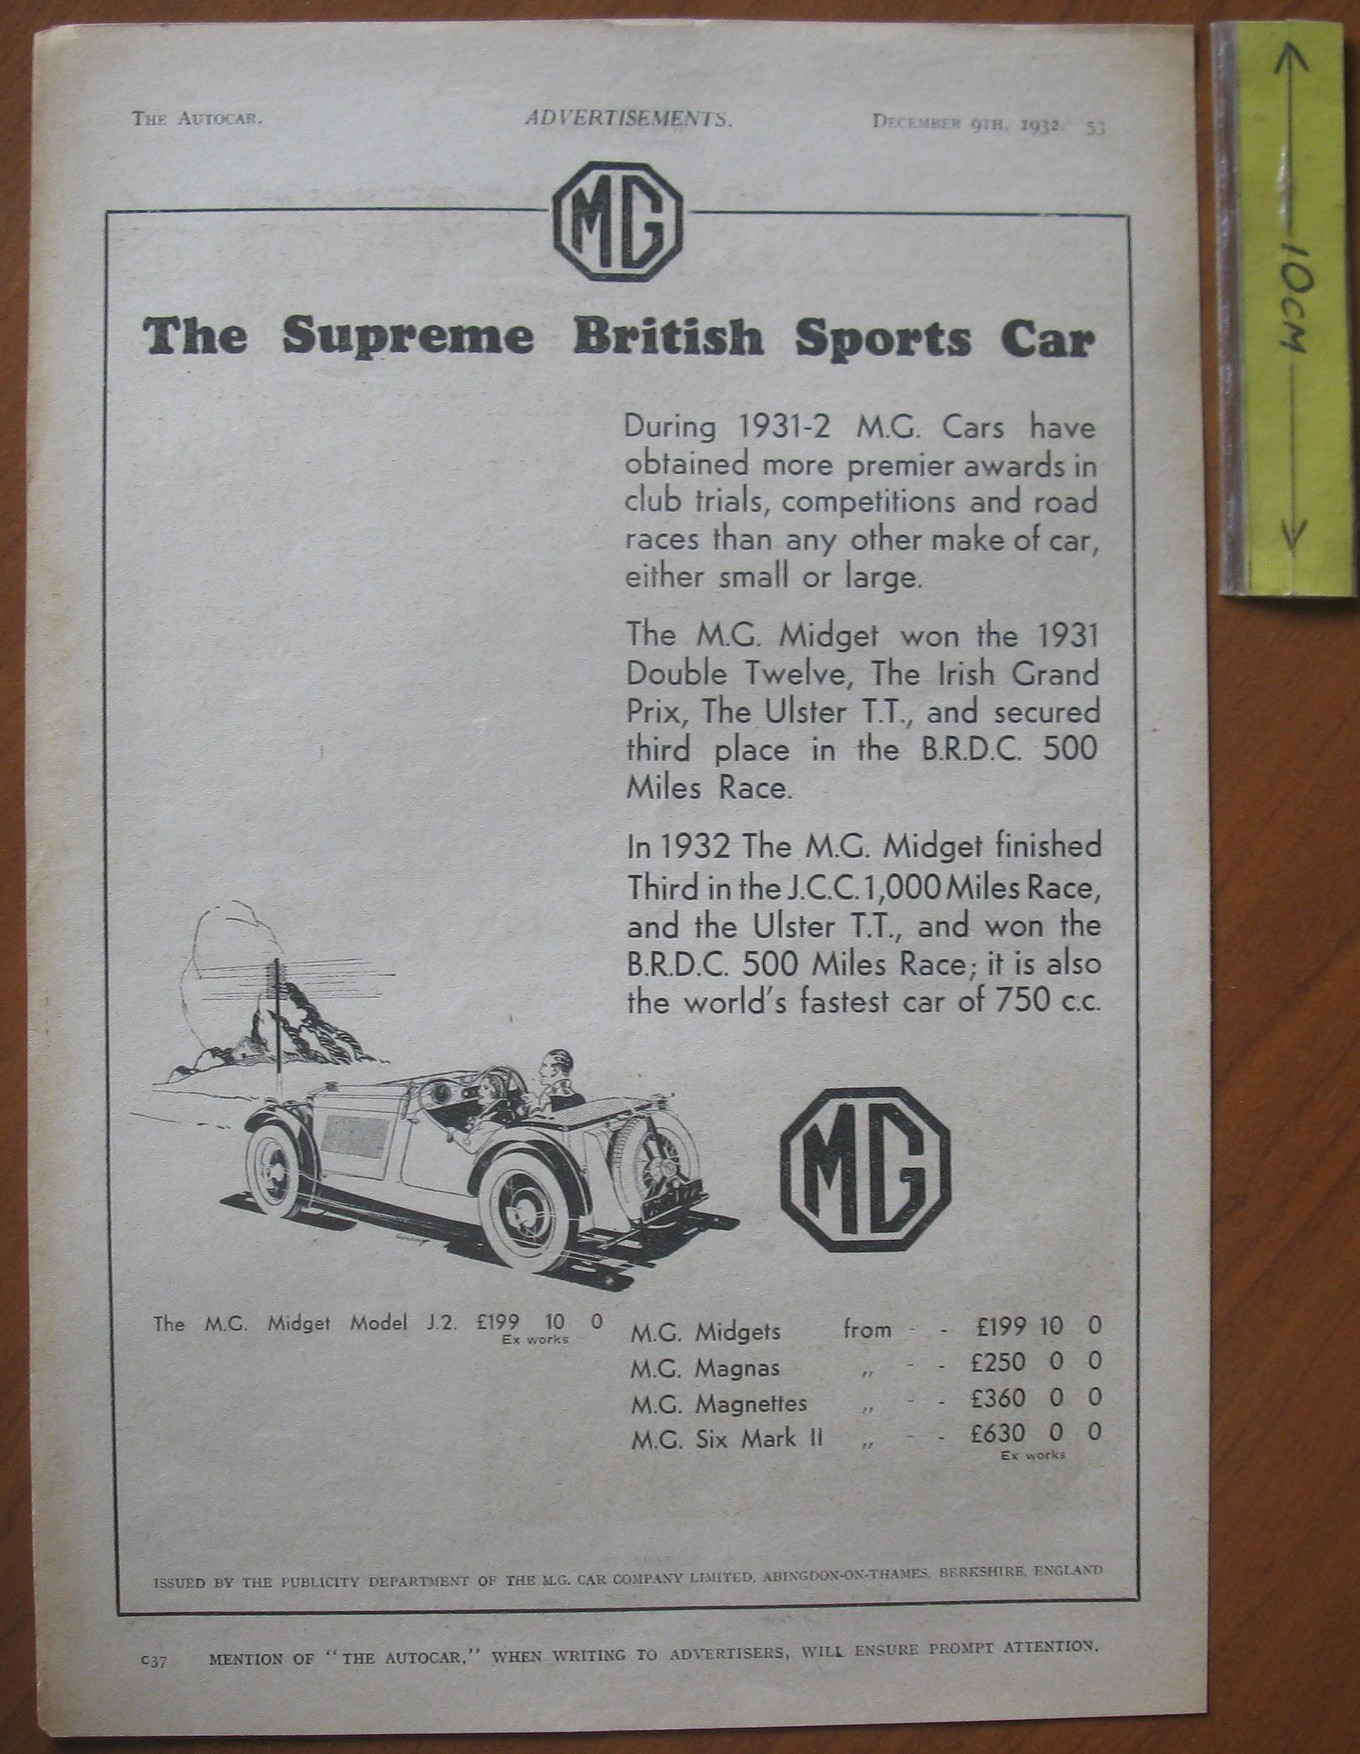 THE AUTOCAR. ADVERTISEMENTS. DECEMBER 9TH, 1932. 53
MG
The Supreme British Sports Car
During 1931-2 M.G. Cars have
obtained more premier awards in
club trials, competitions and road
races than any other make of car,
either small or large.
The M.G. Midget won the 1931
Double Twelve, The Irish Grand
Prix, The Ulster T.T., and secured
third place in the B.R.D.C. 500
Miles Race.
In 1932 The M.G. Midget finished
Third in the J.C.C. 1,000 Miles Race,
and the Ulster T.T., and won the
B.R.D.C. 500 Miles Race; it is also
the world's fastest car of 750 c.c.
MG
The M.G. Midget Model J.2. £199 10 0
Ex works
M.G. Midgets from - - £199 10 0
M.G. Magnas ,, - - £250 0 0
M.G. Magnettes ,, - - £360 0 0
M.G. Six Mark II ,, - - £630 0 0
Ex works
ISSUED BY THE PUBLICITY DEPARTMENT OF THE M.G. CAR COMPANY LIMITED, ABINGDON-ON-THAMES, BERKSHIRE, ENGLAND
C37 MENTION OF "THE AUTOCAR," WHEN WRITING TO ADVERTISERS, WILL ENSURE PROMPT ATTENTION.
10CM